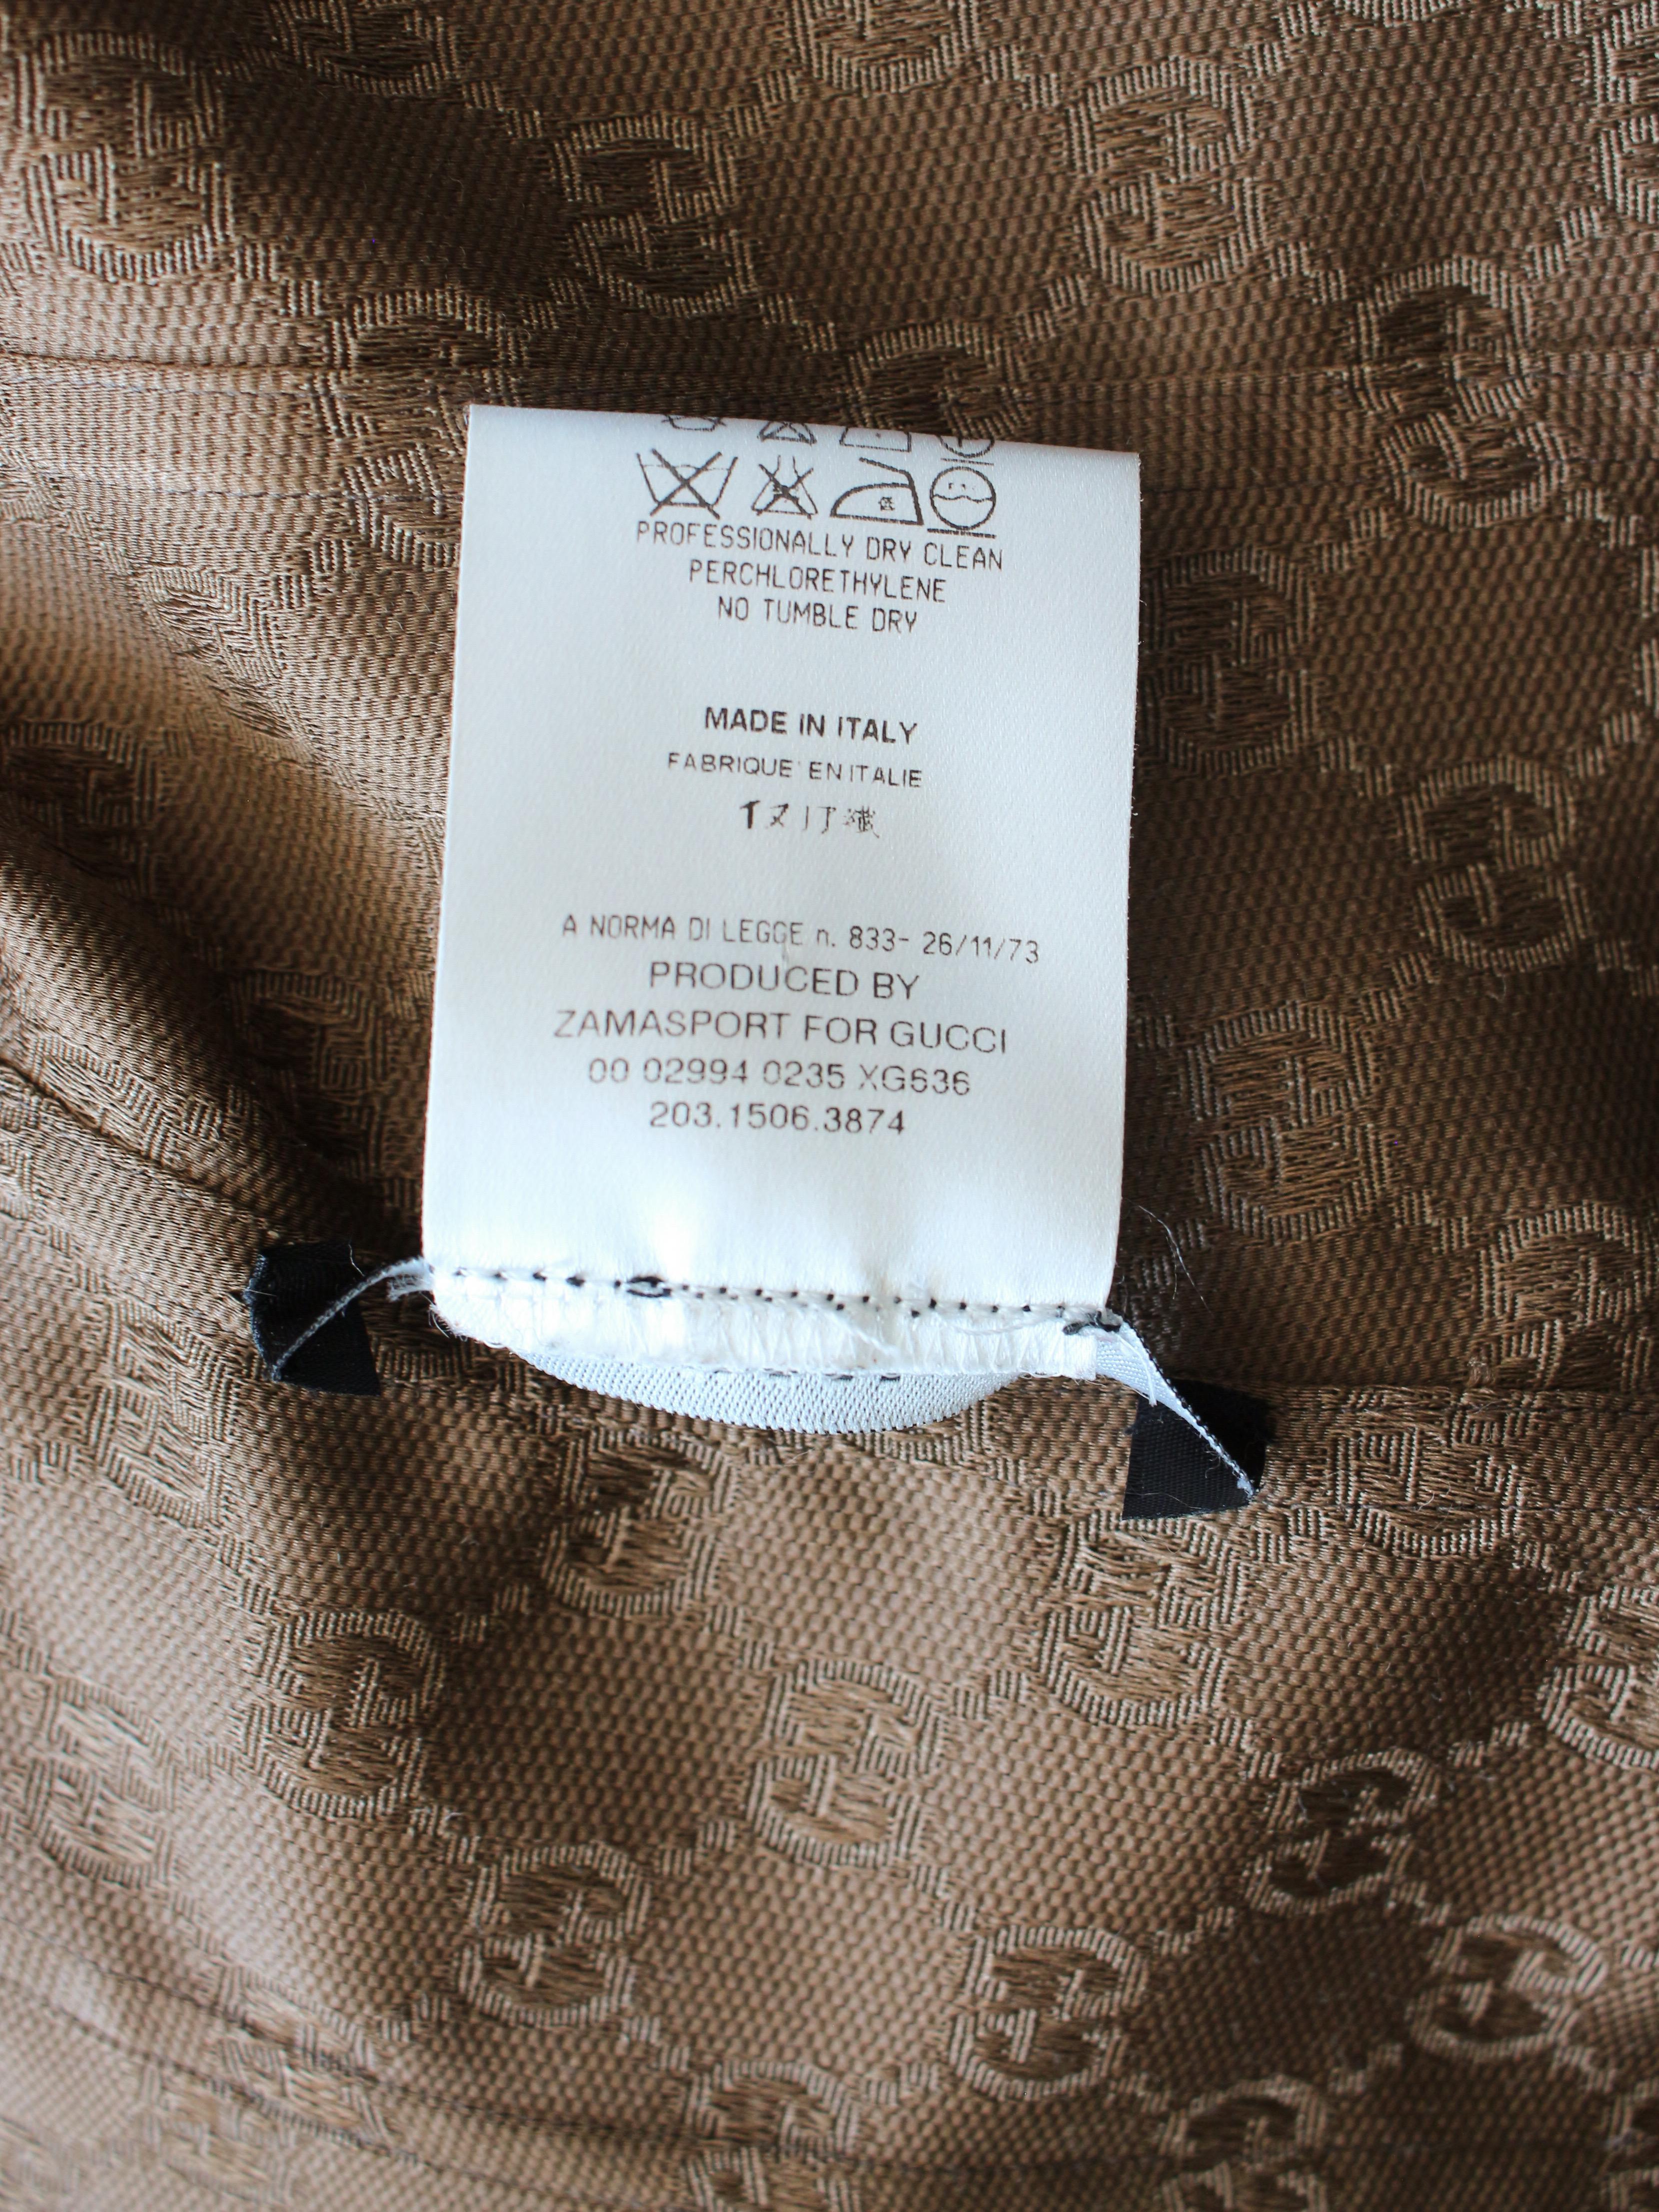 PROFESSIONALLY DRY CLEAN
PERCHLORETHYLENE
NO TUMBLE DRY
MADE IN ITALY
FABRIQUE' EN ITALIE
A NORMA DI LEGGE n. 833- 26/11/73
PRODUCED BY
ZAMASPORT FOR GUCCI
00 02994 0235 XG636
203.1506.3874